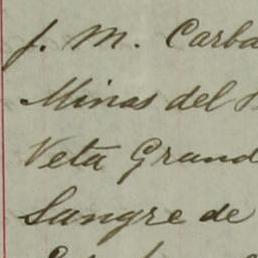 J. M. Carba
Minas del
Veta Grand
Sangre de